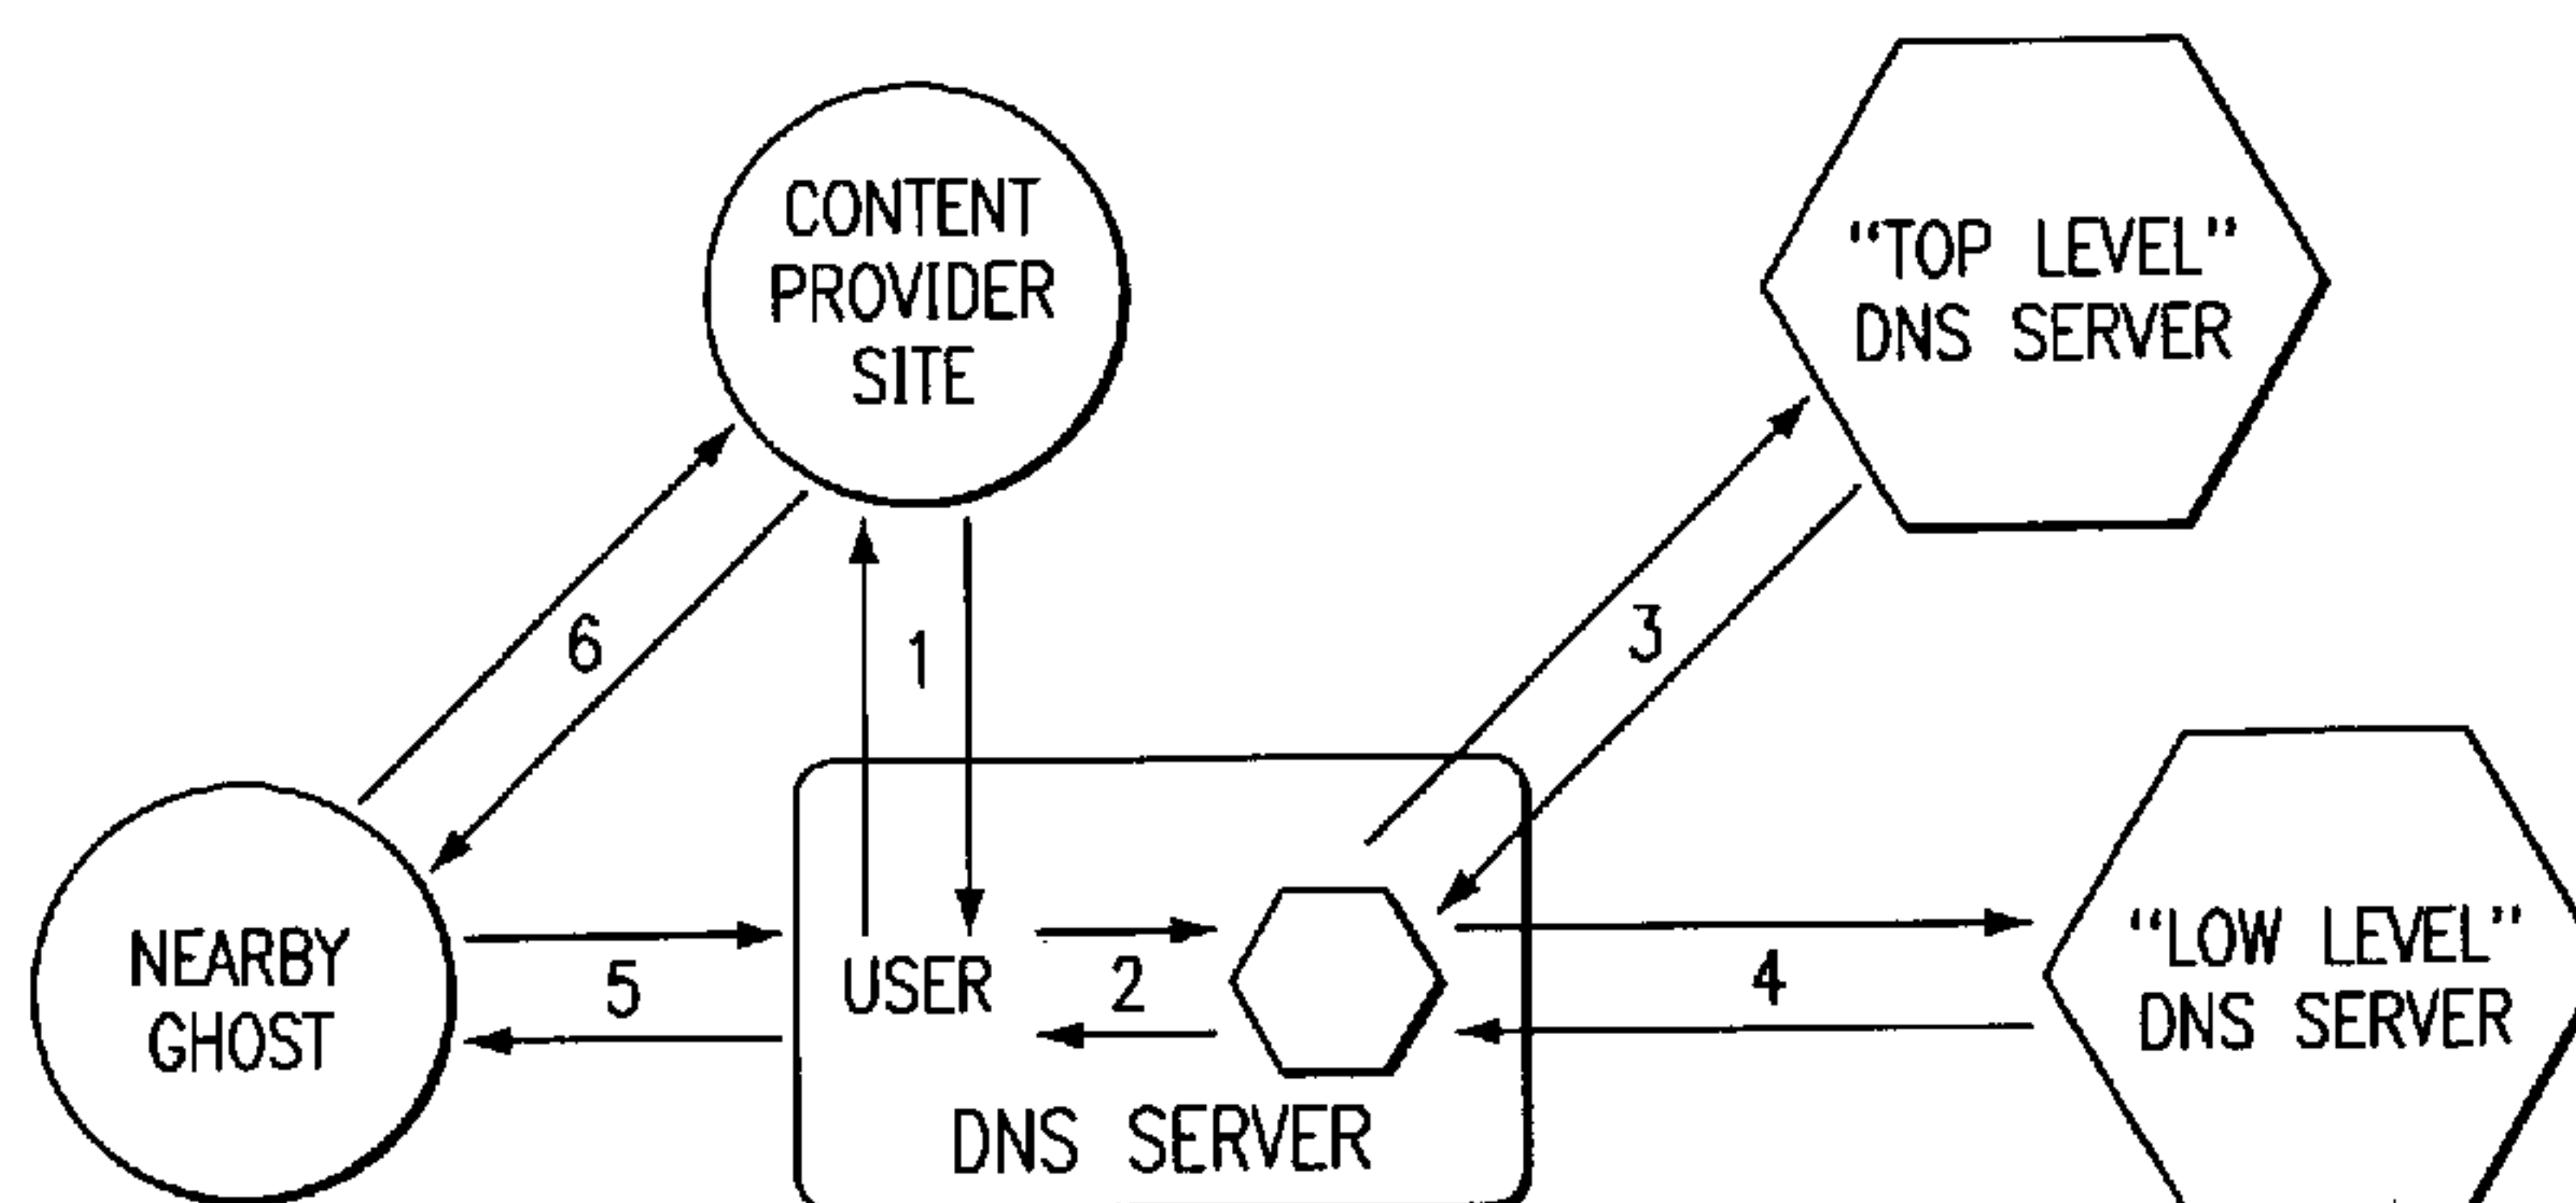 CONTENT
PROVIDER
SITE
"TOP LEVEL"
DNS SERVER
6
1
3
NEARBY
GHOST
5
USER
2
4
"LOW LEVEL"
DNS SERVER
DNS SERVER